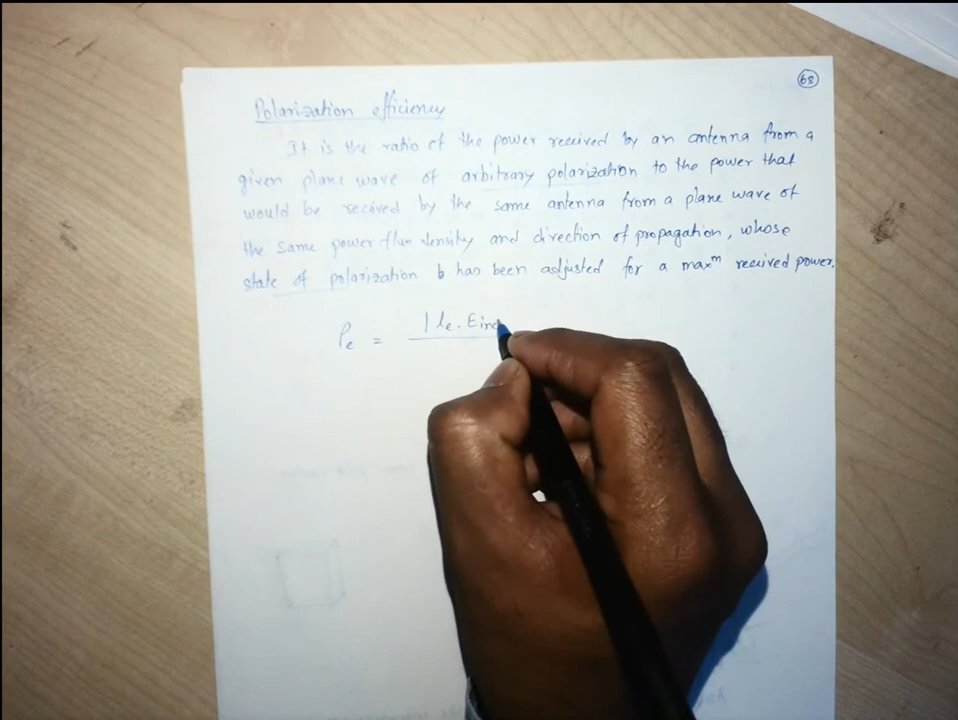 68
Polarization efficiency
It is the ratio of the power received by an antenna from a
given plane wave of arbitrary polarization to the power that
would be recived by the same antenna from a plane wave of
the same power flux density and direction of propagation, whose
state of polarization b has been adjusted for a maxᵐ received power.
Pe = |le . Einc